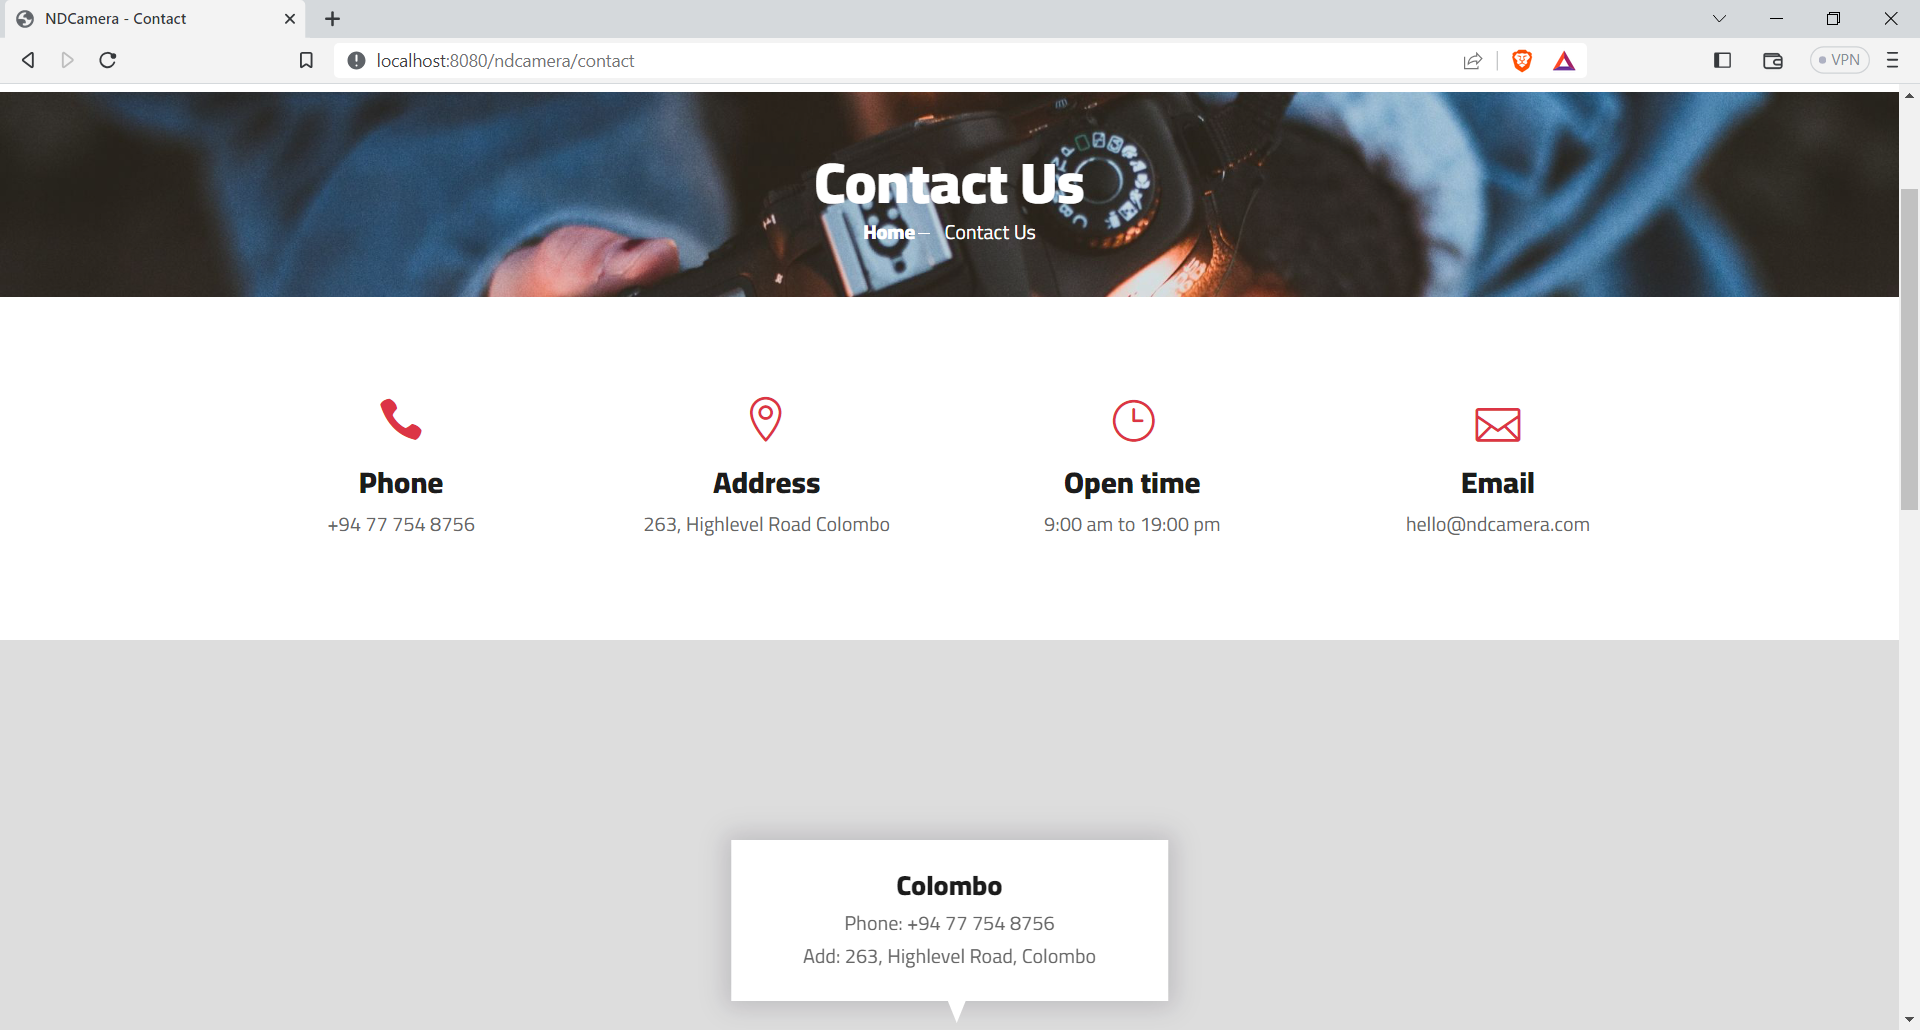 NDCamera - Contact
localhost:8080/ndcamera/contact
VPN
Contact Us
Home – Contact Us
Phone
+94 77 754 8756
Address
263, Highlevel Road Colombo
Open time
9:00 am to 19:00 pm
Email
hello@ndcamera.com
Colombo
Phone: +94 77 754 8756
Add: 263, Highlevel Road, Colombo